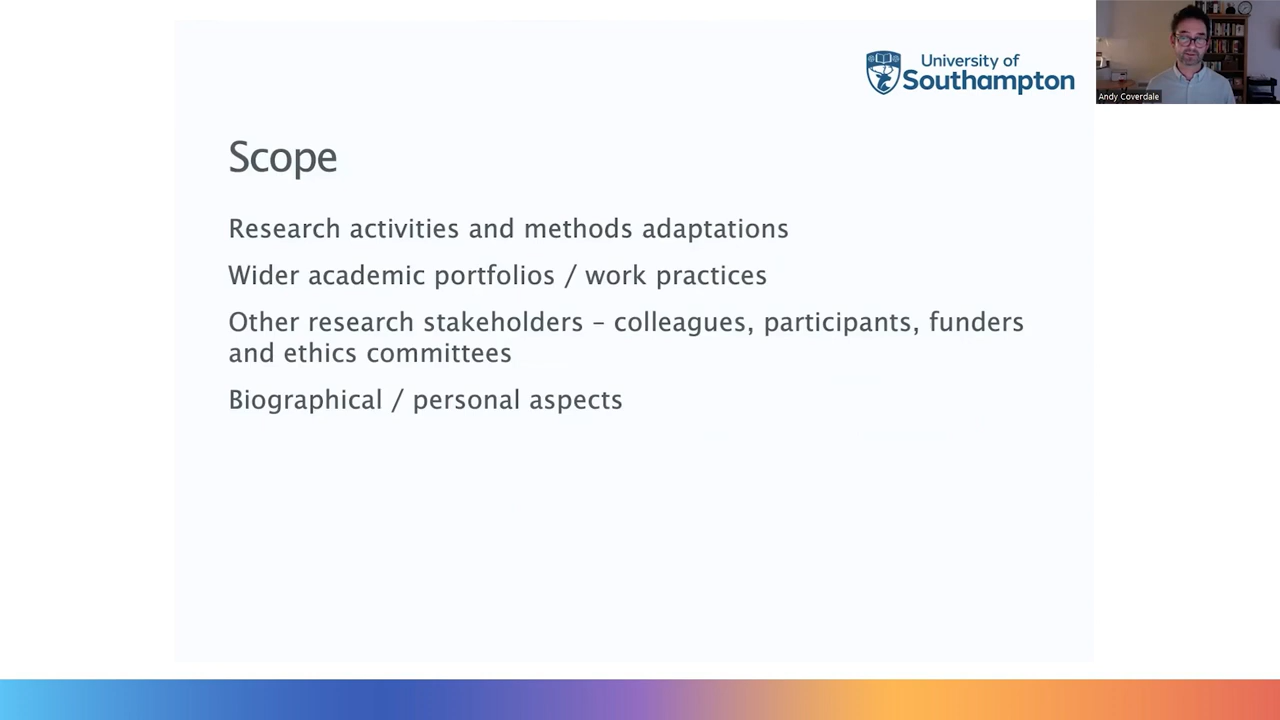 University of
Southampton
Andy Coverdale
Scope
Research activities and methods adaptations
Wider academic portfolios / work practices
Other research stakeholders – colleagues, participants, funders
and ethics committees
Biographical / personal aspects